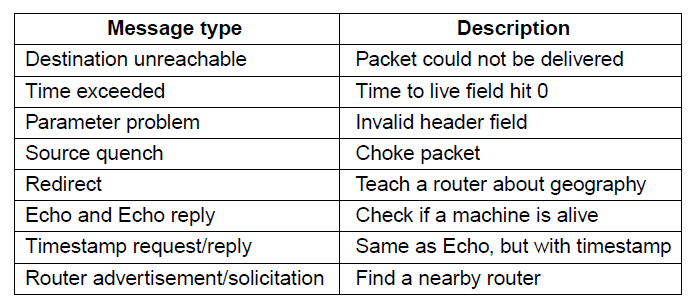 Message type Description
Destination unreachable Packet could not be delivered
Time exceeded Time to live field hit 0
Parameter problem Invalid header field
Source quench Choke packet
Redirect Teach a router about geography
Echo and Echo reply Check if a machine is alive
Timestamp request/reply Same as Echo, but with timestamp
Router advertisement/solicitation Find a nearby router